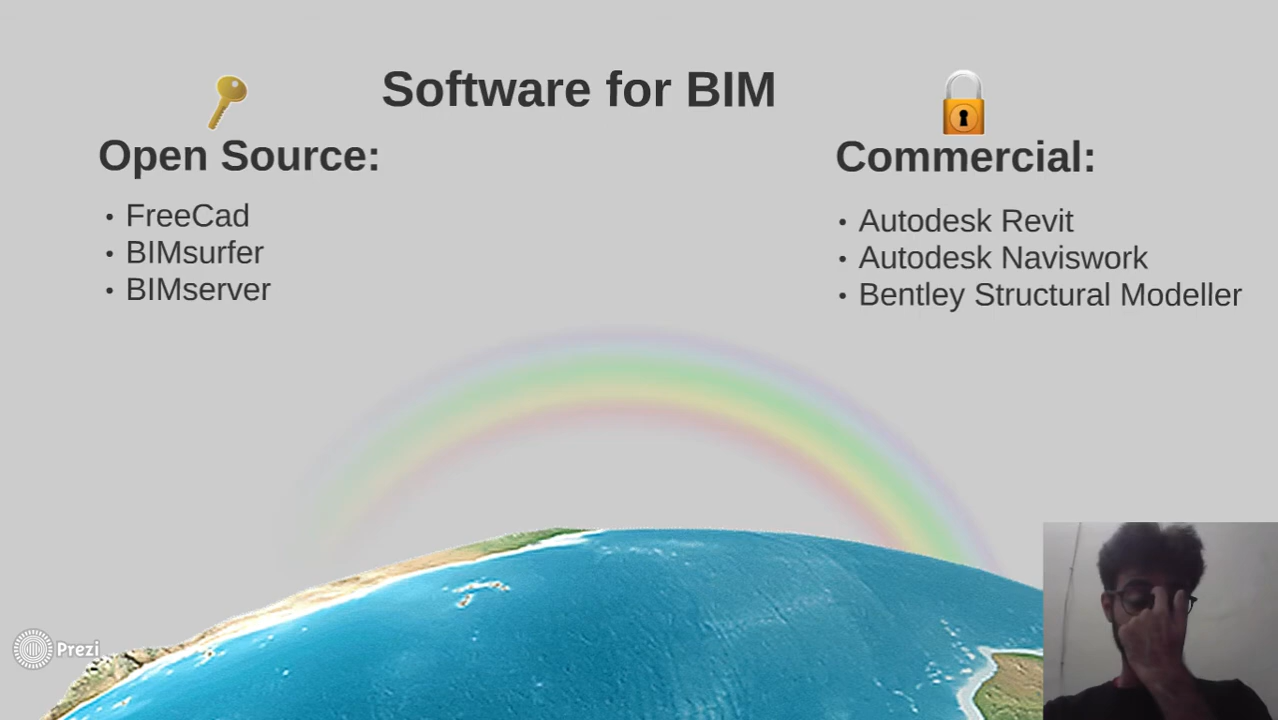 Software for BIM
Open Source:
• FreeCad
• BIMsurfer
• BIMserver
Commercial:
• Autodesk Revit
• Autodesk Naviswork
• Bentley Structural Modeller
Prezi